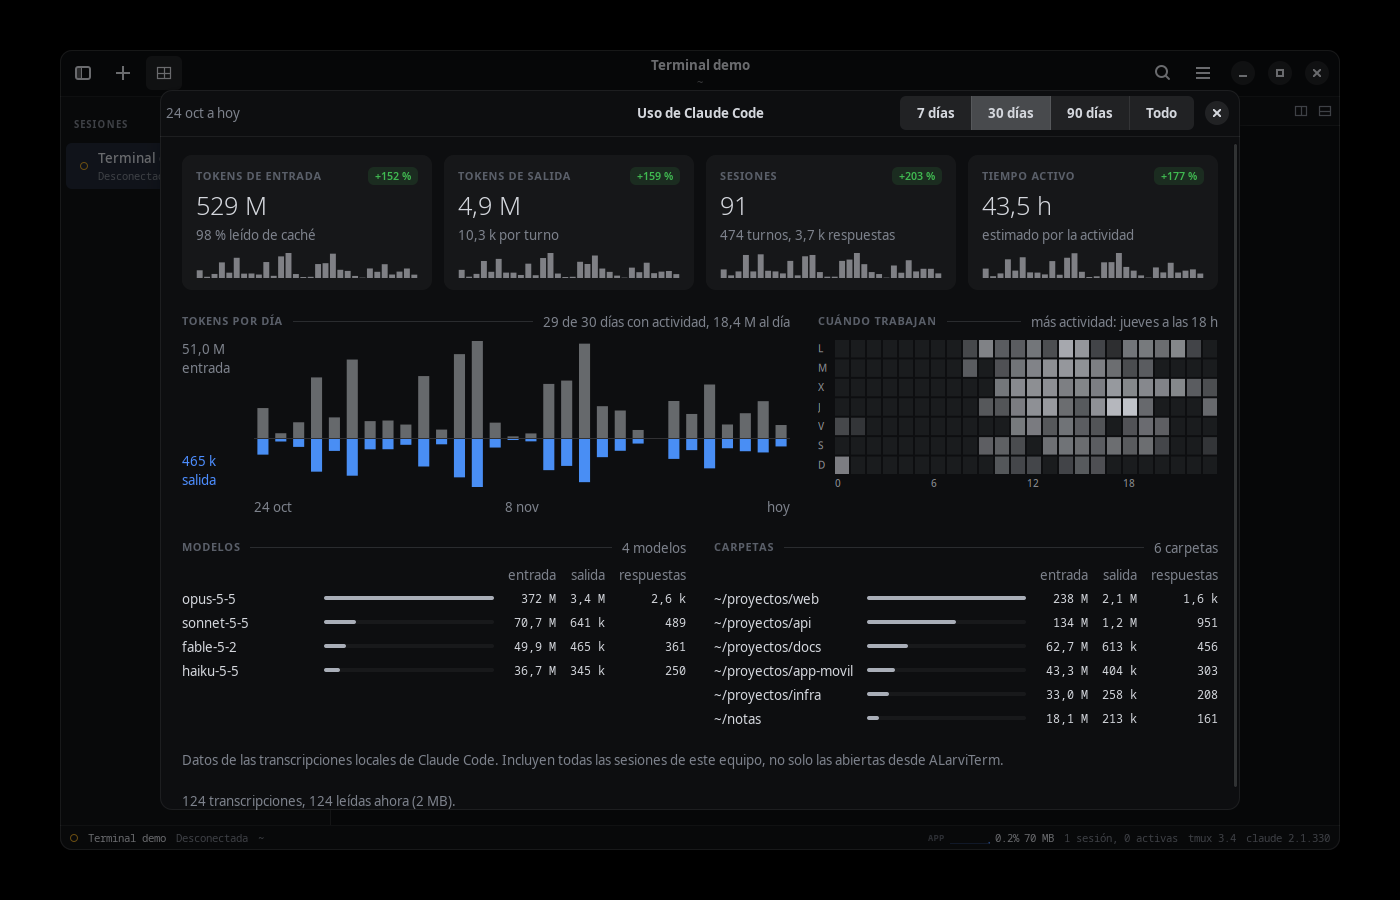 Terminal demo
~
24 oct a hoy
Uso de Claude Code
7 días
30 días
90 días
Todo
SESIONES
Terminal
Desconecta
TOKENS DE ENTRADA
+152 %
529 M
98 % leído de caché
TOKENS DE SALIDA
+159 %
4,9 M
10,3 k por turno
SESIONES
+203 %
91
474 turnos, 3,7 k respuestas
TIEMPO ACTIVO
+177 %
43,5 h
estimado por la actividad
TOKENS POR DÍA
29 de 30 días con actividad, 18,4 M al día
51,0 M
entrada
465 k
salida
24 oct
8 nov
hoy
CUÁNDO TRABAJAN
más actividad: jueves a las 18 h
L
M
X
J
V
S
D
0 6 12 18
MODELOS
4 modelos
entrada salida respuestas
opus-5-5 372 M 3,4 M 2,6 k
sonnet-5-5 70,7 M 641 k 489
fable-5-2 49,9 M 465 k 361
haiku-5-5 36,7 M 345 k 250
CARPETAS
6 carpetas
entrada salida respuestas
~/proyectos/web 238 M 2,1 M 1,6 k
~/proyectos/api 134 M 1,2 M 951
~/proyectos/docs 62,7 M 613 k 456
~/proyectos/app-movil 43,3 M 404 k 303
~/proyectos/infra 33,0 M 258 k 208
~/notas 18,1 M 213 k 161
Datos de las transcripciones locales de Claude Code. Incluyen todas las sesiones de este equipo, no solo las abiertas desde ALarviTerm.
124 transcripciones, 124 leídas ahora (2 MB).
Terminal demo Desconectada ~
APP 0.2% 70 MB 1 sesión, 0 activas tmux 3.4 claude 2.1.330